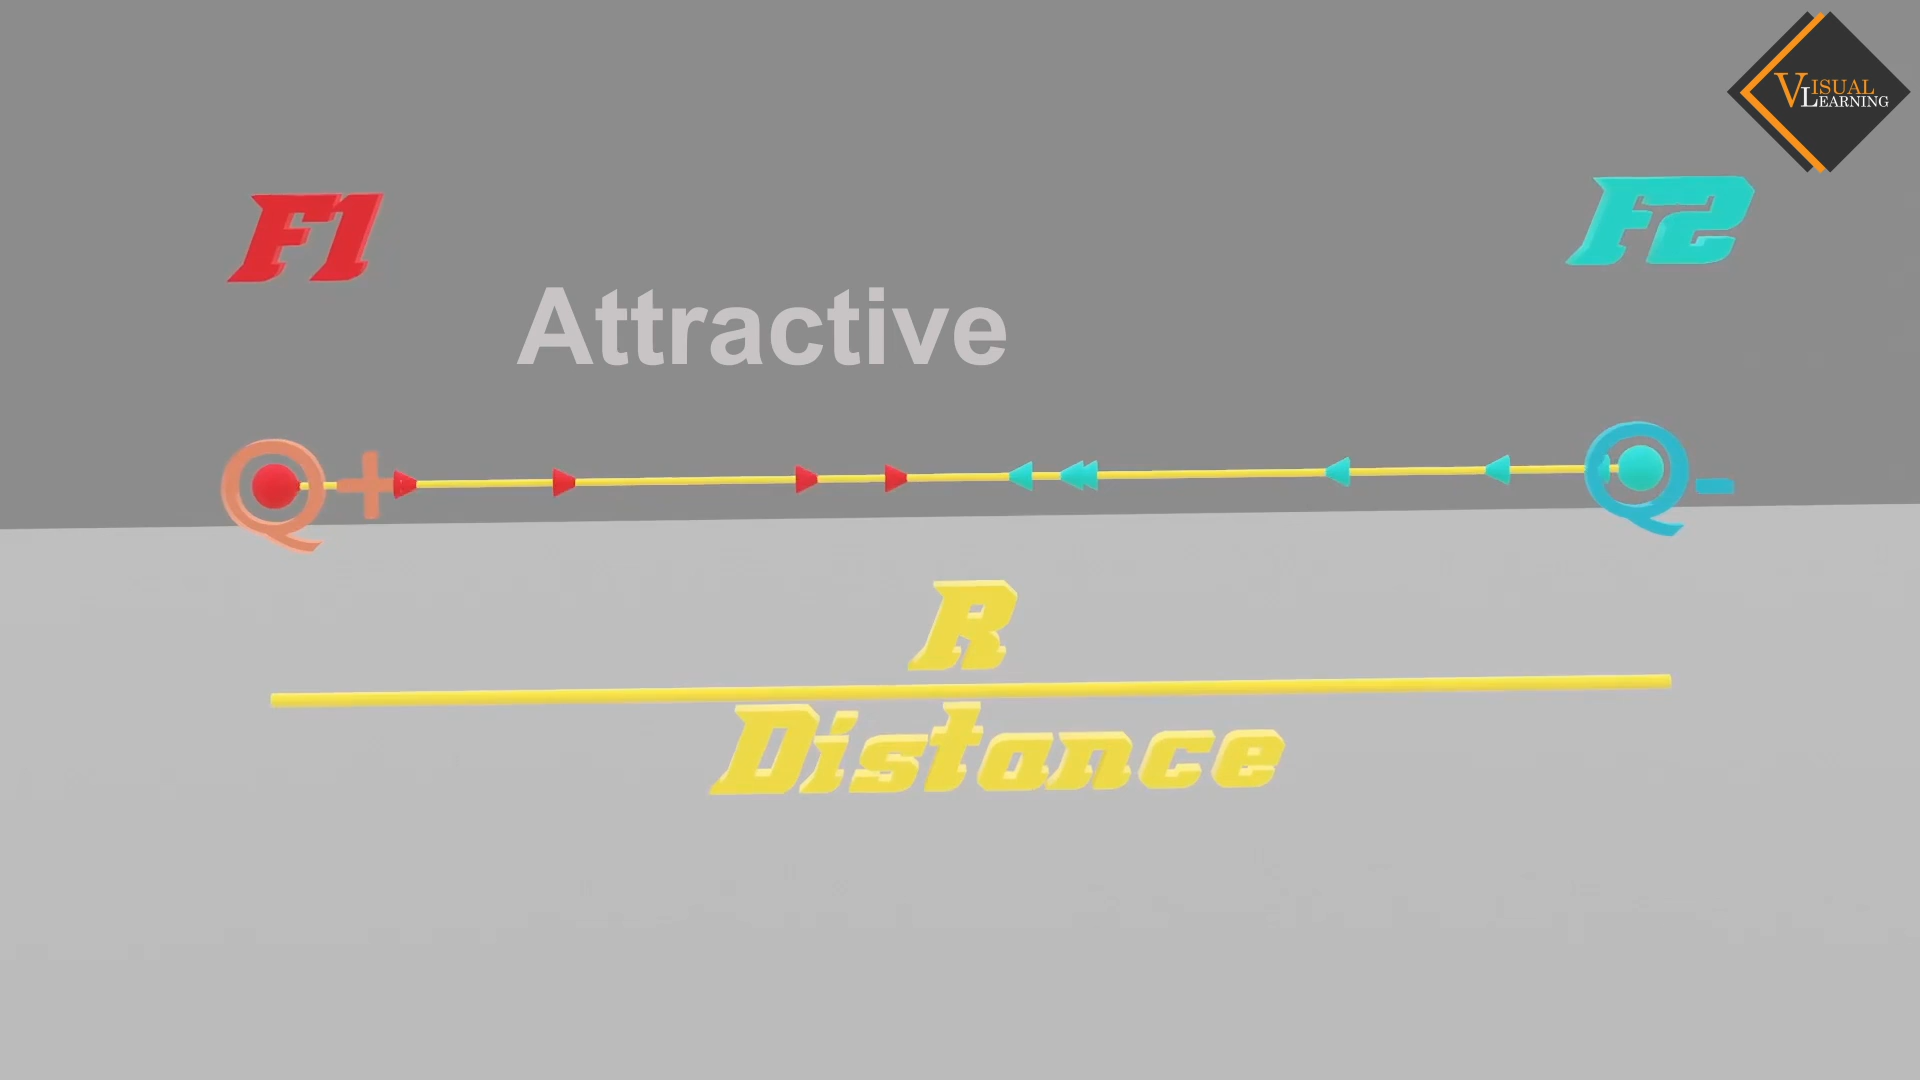 VISUAL
LEARNING
F1
F2
Attractive
Q+
Q-
R
Distance